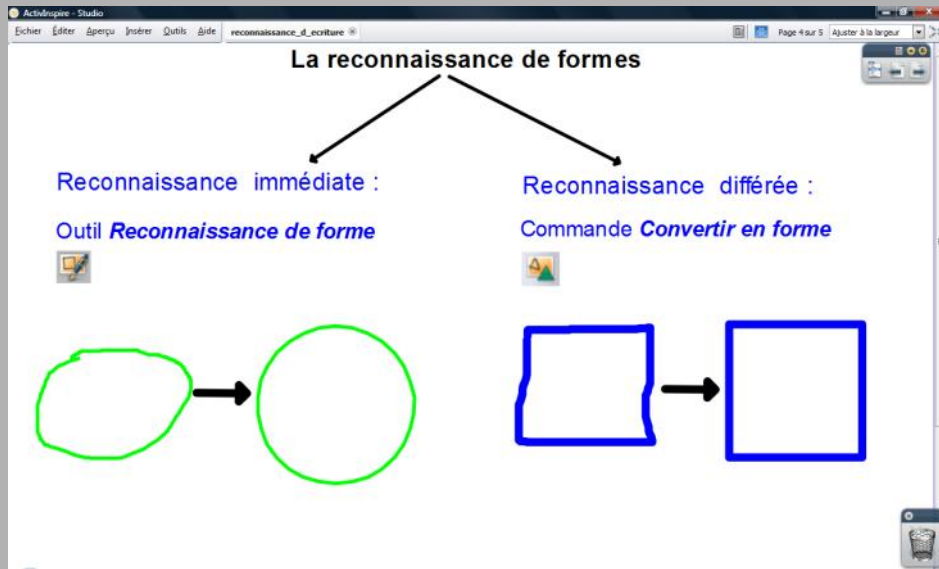 ActivInspire - Studio
Fichier Éditer Aperçu Insérer Outils Aide reconnaissance_d_ecriture Page 4 sur 5 Ajuster à la largeur
La reconnaissance de formes
Reconnaissance immédiate :
Outil Reconnaissance de forme
Reconnaissance différée :
Commande Convertir en forme